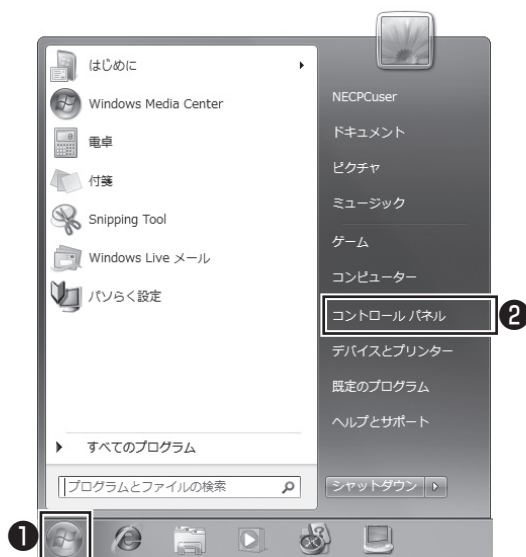 はじめに
Windows Media Center
電卓
付箋
Snipping Tool
Windows Live メール
パソらく設定
すべてのプログラム
プログラムとファイルの検索
NECPCuser
ドキュメント
ピクチャ
ミュージック
ゲーム
コンピューター
コントロール パネル
❷
デバイスとプリンター
既定のプログラム
ヘルプとサポート
シャットダウン
❶